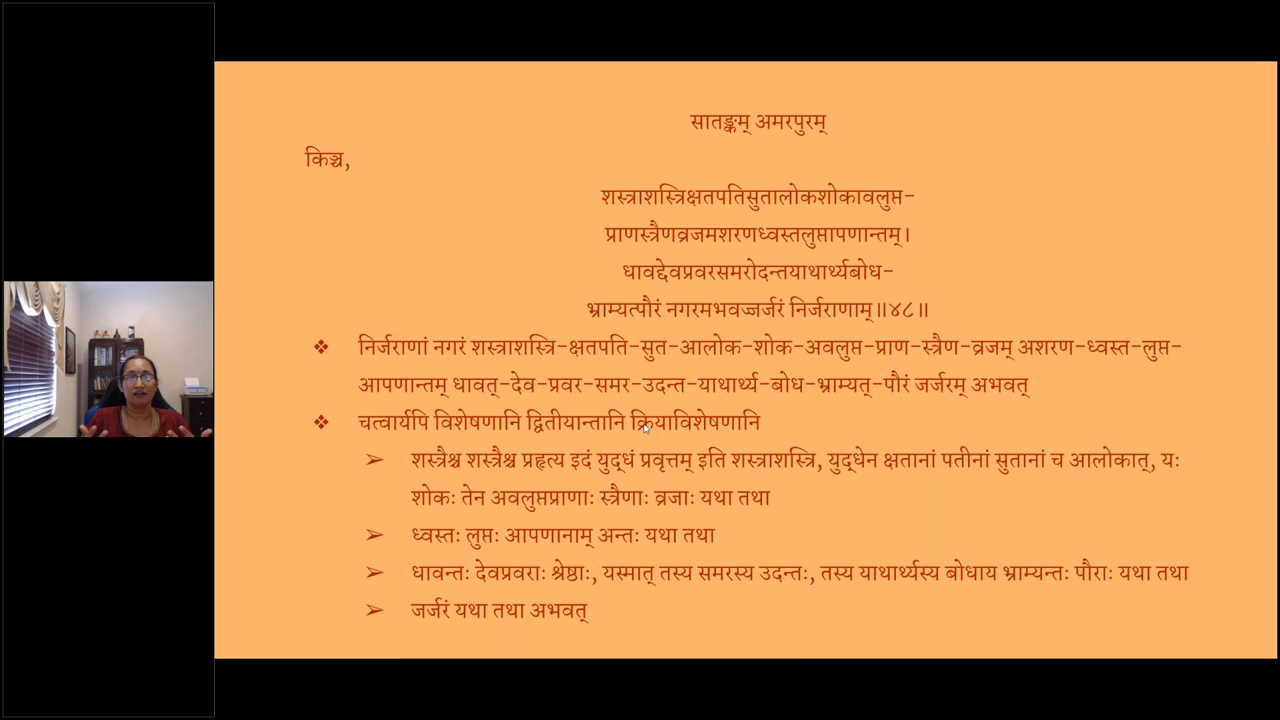 सातङ्कम् अमरपुरम्
किञ्च,
शस्त्राशस्त्रिक्षतपतिसुतालोकशोकावलुप्त-
प्राणस्त्रैणव्रजमशरणध्वस्तलुप्तापणान्तम्।
धावद्देवप्रवरसमरोदन्तयाथार्थ्यबोध-
भ्राम्यत्पौरं नगरमभवज्जर्जरं निर्जराणाम्॥४८॥
❖ निर्जराणां नगरं शस्त्राशस्त्रि-क्षतपति-सुत-आलोक-शोक-अवलुप्त-प्राण-स्त्रैण-व्रजम् अशरण-ध्वस्त-लुप्त-
आपणान्तम् धावत्-देव-प्रवर-समर-उदन्त-याथार्थ्य-बोध-भ्राम्यत्-पौरं जर्जरम् अभवत्
❖ चत्वार्यपि विशेषणानि द्वितीयान्तानि क्रियाविशेषणानि
➢ शस्त्रैश्च शस्त्रैश्च प्रहृत्य इदं युद्धं प्रवृत्तम् इति शस्त्राशस्त्रि, युद्धेन क्षतानां पतीनां सुतानां च आलोकात्, यः
शोकः तेन अवलुप्तप्राणाः स्त्रैणाः व्रजाः यथा तथा
➢ ध्वस्तः लुप्तः आपणानाम् अन्तः यथा तथा
➢ धावन्तः देवप्रवराः श्रेष्ठाः, यस्मात् तस्य समरस्य उदन्तः, तस्य याथार्थ्यस्य बोधाय भ्राम्यन्तः पौराः यथा तथा
➢ जर्जरं यथा तथा अभवत्